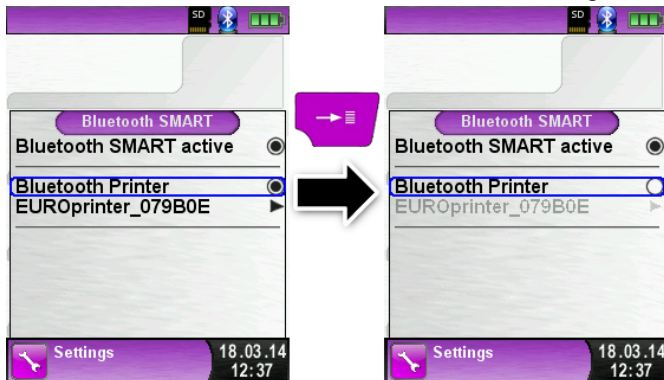 SD
Bluetooth SMART
Bluetooth SMART active
Bluetooth Printer
EUROprinter_079B0E
Settings
18.03.14
12:37
SD
Bluetooth SMART
Bluetooth SMART active
Bluetooth Printer
EUROprinter_079B0E
Settings
18.03.14
12:37